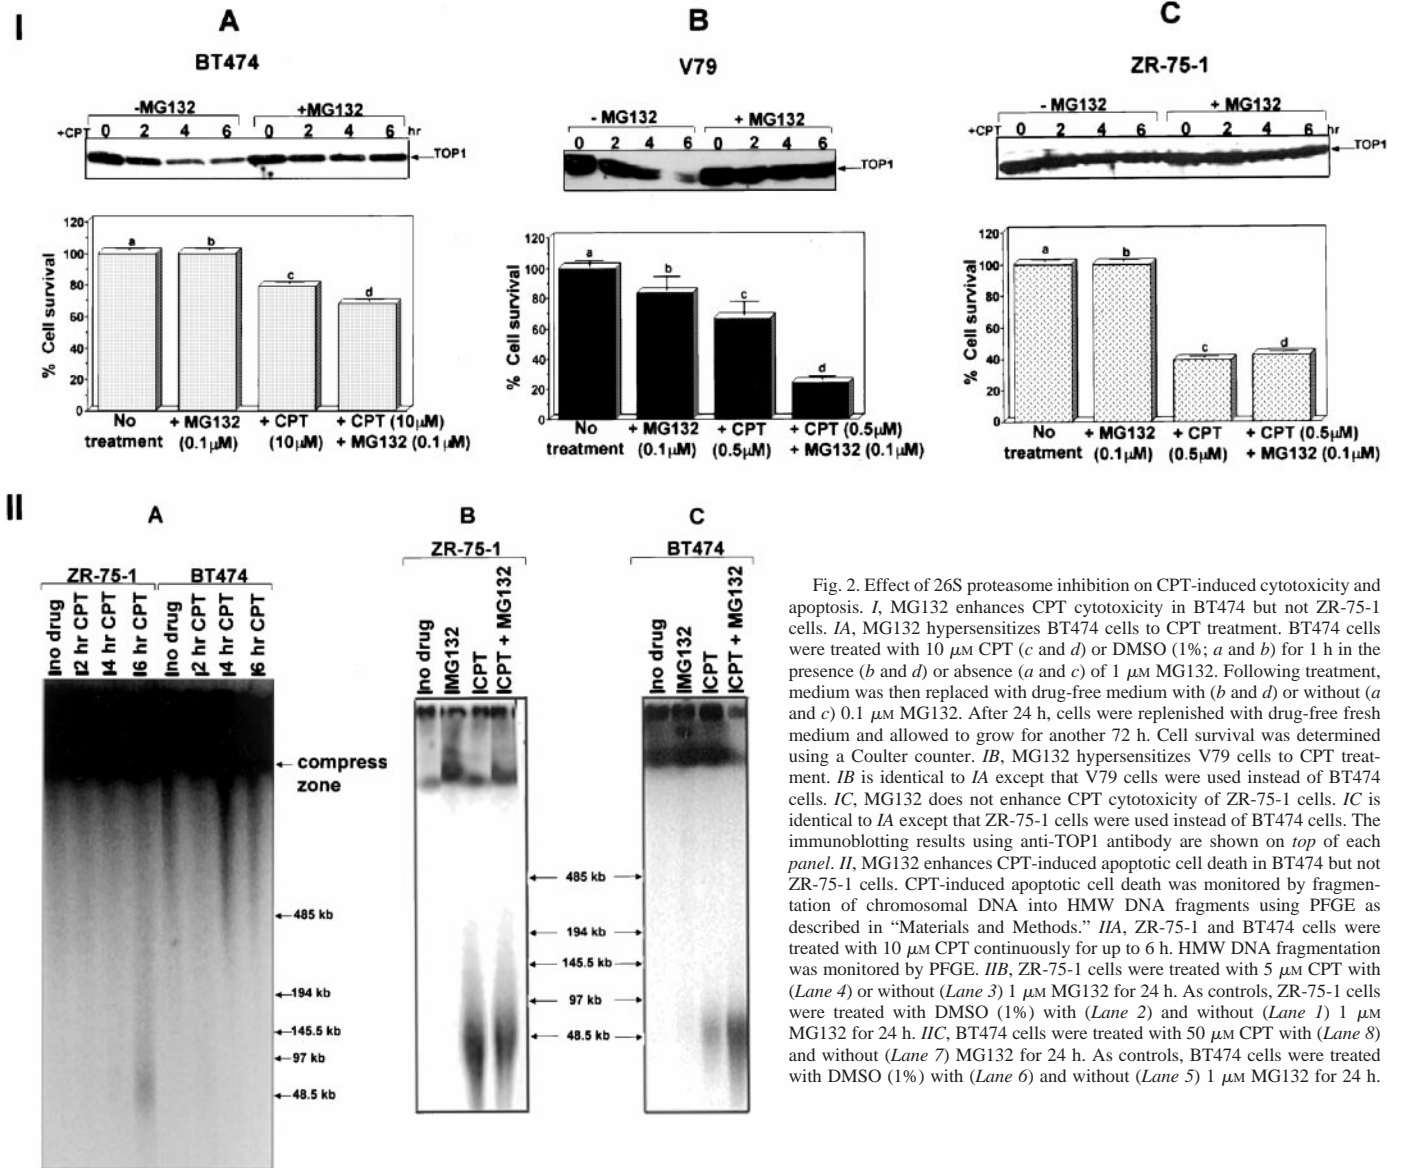 I
A
BT474
-MG132 +MG132
+CPT 0 2 4 6 0 2 4 6 hr
TOP1
120
100
80
60
40
20
0
% Cell survival
a b c d
No treatment
+ MG132 (0.1µM)
+ CPT (10µM)
+ CPT (10µM) + MG132 (0.1µM)
B
V79
- MG132 + MG132
0 2 4 6 0 2 4 6
TOP1
120
100
80
60
40
20
0
% Cell survival
a b c d
No treatment
+ MG132 (0.1µM)
+ CPT (0.5µM)
+ CPT (0.5µM) + MG132 (0.1µM)
C
ZR-75-1
- MG132 + MG132
+CPT 0 2 4 6 0 2 4 6 hr
TOP1
120
100
80
60
40
20
0
% Cell survival
a b c d
No treatment
+ MG132 (0.1µM)
+ CPT (0.5µM)
+ CPT (0.5µM) + MG132 (0.1µM)
II
A
ZR-75-1 BT474
no drug
2 hr CPT
4 hr CPT
6 hr CPT
no drug
2 hr CPT
4 hr CPT
6 hr CPT
compress
zone
485 kb
194 kb
145.5 kb
97 kb
48.5 kb
B
ZR-75-1
no drug
MG132
CPT
CPT + MG132
485 kb
194 kb
145.5 kb
97 kb
48.5 kb
C
BT474
no drug
MG132
CPT
CPT + MG132
Fig. 2. Effect of 26S proteasome inhibition on CPT-induced cytotoxicity and
apoptosis. I, MG132 enhances CPT cytotoxicity in BT474 but not ZR-75-1
cells. IA, MG132 hypersensitizes BT474 cells to CPT treatment. BT474 cells
were treated with 10 µM CPT (c and d) or DMSO (1%; a and b) for 1 h in the
presence (b and d) or absence (a and c) of 1 µM MG132. Following treatment,
medium was then replaced with drug-free medium with (b and d) or without (a
and c) 0.1 µM MG132. After 24 h, cells were replenished with drug-free fresh
medium and allowed to grow for another 72 h. Cell survival was determined
using a Coulter counter. IB, MG132 hypersensitizes V79 cells to CPT treat-
ment. IB is identical to IA except that V79 cells were used instead of BT474
cells. IC, MG132 does not enhance CPT cytotoxicity of ZR-75-1 cells. IC is
identical to IA except that ZR-75-1 cells were used instead of BT474 cells. The
immunoblotting results using anti-TOP1 antibody are shown on top of each
panel. II, MG132 enhances CPT-induced apoptotic cell death in BT474 but not
ZR-75-1 cells. CPT-induced apoptotic cell death was monitored by fragmen-
tation of chromosomal DNA into HMW DNA fragments using PFGE as
described in “Materials and Methods.” IIA, ZR-75-1 and BT474 cells were
treated with 10 µM CPT continuously for up to 6 h. HMW DNA fragmentation
was monitored by PFGE. IIB, ZR-75-1 cells were treated with 5 µM CPT with
(Lane 4) or without (Lane 3) 1 µM MG132 for 24 h. As controls, ZR-75-1 cells
were treated with DMSO (1%) with (Lane 2) and without (Lane 1) 1 µM
MG132 for 24 h. IIC, BT474 cells were treated with 50 µM CPT with (Lane 8)
and without (Lane 7) MG132 for 24 h. As controls, BT474 cells were treated
with DMSO (1%) with (Lane 6) and without (Lane 5) 1 µM MG132 for 24 h.